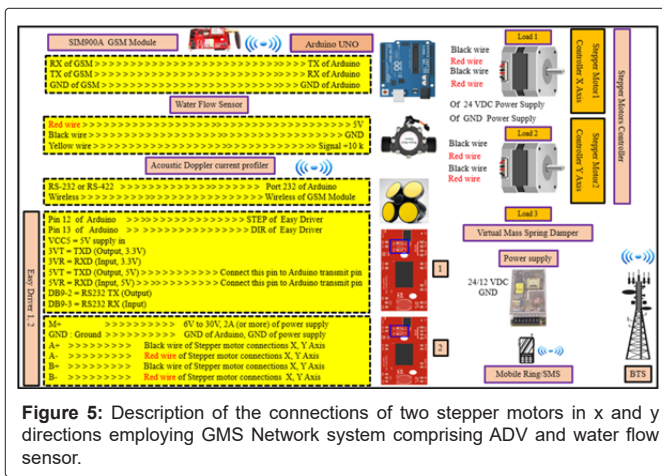 SIM900A GSM Module
Arduino UNO
RX of GSM >>>>>>>>>>>>>>>>>>>>>>>>>>>>>>>>> TX of Arduino
TX of GSM >>>>>>>>>>>>>>>>>>>>>>>>>>>>>>>>> RX of Arduino
GND of GSM >>>>>>>>>>>>>>>>>>>>>>>>>>>>>>> GND of Arduino
Water Flow Sensor
Red wire >>>>>>>>>>>>>>>>>>>>>>>>>>>>>>>>>>>>>>> 5V
Black wire >>>>>>>>>>>>>>>>>>>>>>>>>>>>>>>>>>>>> GND
Yellow wire >>>>>>>>>>>>>>>>>>>>>>>>>>>>>> Signal +10 k
Acoustic Doppler current profiler
RS-232 or RS-422 >>>>>>>>>>>>>>>>> Port 232 of Arduino
Wireless >>>>>>>>>>>>>>>>>>>>> Wireless of GSM Module
Easy Driver 1, 2
Pin 12 of Arduino >>>>>>>>>>>>>>>>>> STEP of Easy Driver
Pin 13 of Arduino >>>>>>>>>>>>>>>>>> DIR of Easy Driver
VCC5 = 5V supply in
3VT = TXD (Output, 3.3V)
3VR = RXD (Input, 3.3V)
5VT = TXD (Output, 5V) >>>>>>>>>>>> Connect this pin to Arduino transmit pin
5VR = RXD (Input, 5V) >>>>>>>>>>>> Connect this pin to Arduino transmit pin
DB9-2 = RS232 TX (Output)
DB9-3 = RS232 RX (Input)
M+ >>>>>>>>>> 6V to 30V, 2A (or more) of power supply
GND : Ground >>>>>>>>>> GND of Arduino, GND of power supply
A+ >>>>>>>>> Black wire of Stepper motor connections X, Y Axis
A- >>>>>>>>> Red wire of Stepper motor connections X, Y Axis
B+ >>>>>>>>> Black wire of Stepper motor connections X, Y Axis
B- >>>>>>>>> Red wire of Stepper motor connections X, Y Axis
1
2
Load 1
Black wire
Red wire
Black wire
Red wire
Stepper Motor1
Controller X Axis
Stepper Motors Controller
Of 24 VDC Power Supply
Of GND Power Supply
Load 2
Black wire
Red wire
Black wire
Red wire
Stepper Motor2
Controller Y Axis
Load 3
Virtual Mass Spring Damper
Power supply
24/12 VDC
GND
Mobile Ring/SMS
BTS
Figure 5: Description of the connections of two stepper motors in x and y
directions employing GMS Network system comprising ADV and water flow
sensor.